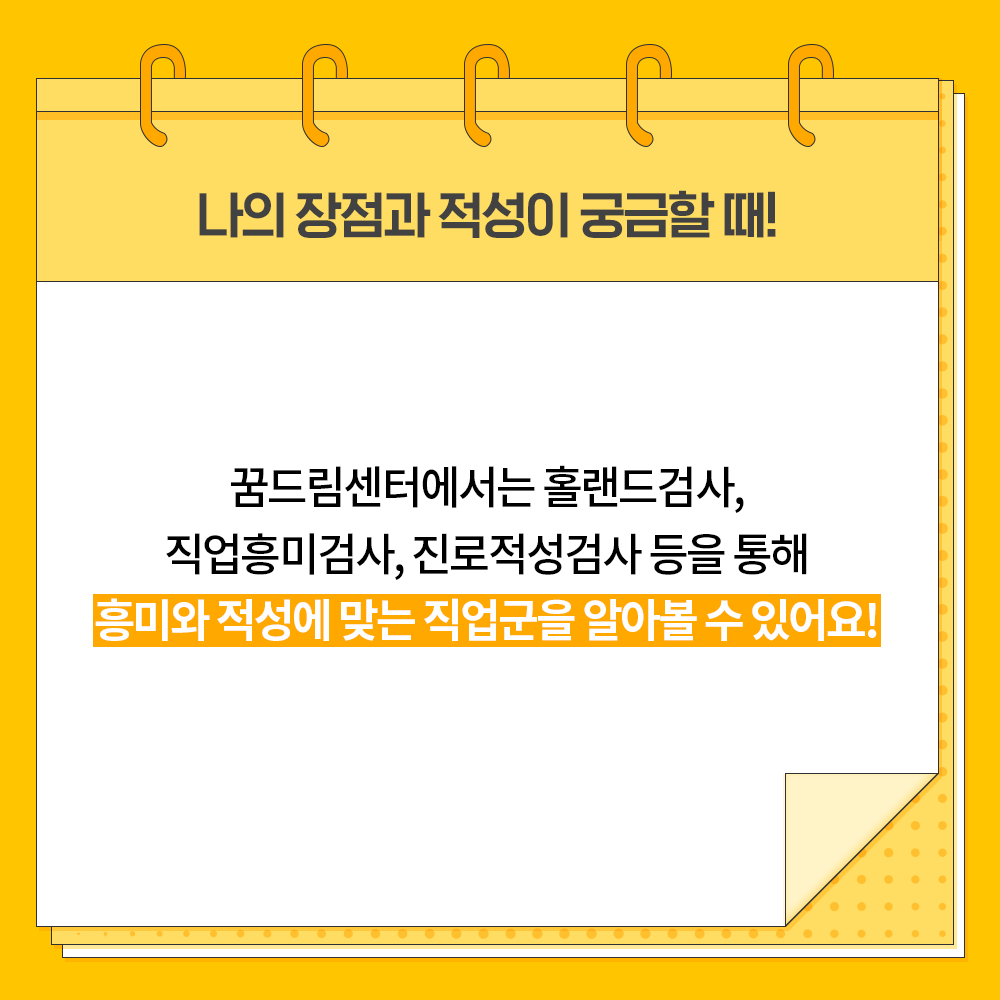 나의 장점과 적성이 궁금할 때!
꿈드림센터에서는 홀랜드검사,
직업흥미검사, 진로적성검사 등을 통해
흥미와 적성에 맞는 직업군을 알아볼 수 있어요!